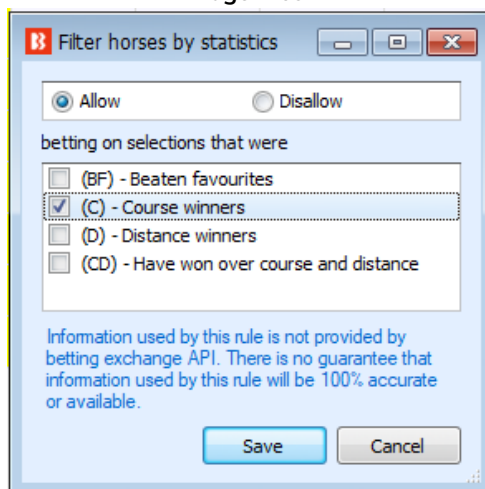 Filter horses by statistics
Allow Disallow
betting on selections that were
(BF) - Beaten favourites
(C) - Course winners
(D) - Distance winners
(CD) - Have won over course and distance
Information used by this rule is not provided by
betting exchange API. There is no guarantee that
information used by this rule will be 100% accurate
or available.
Save Cancel